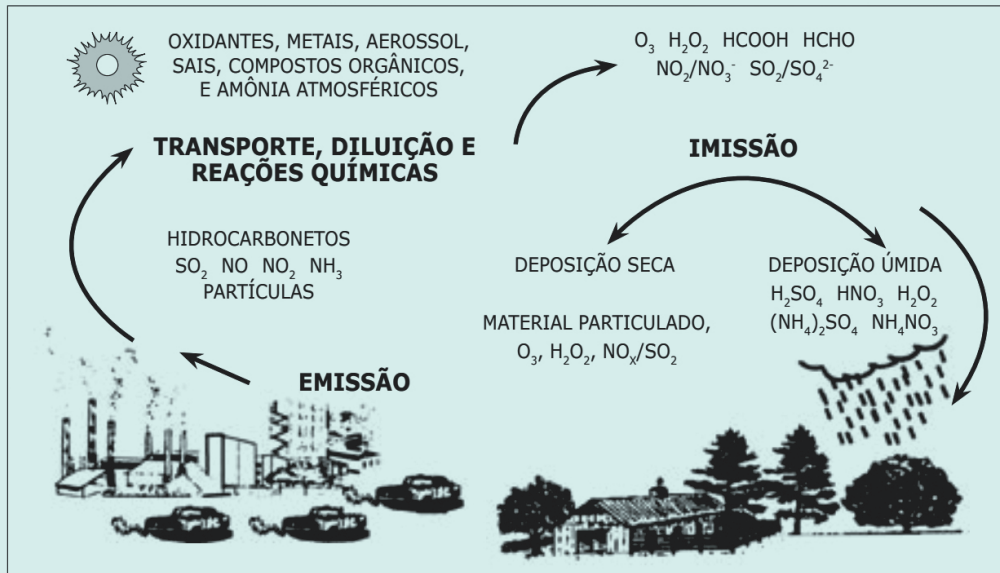 OXIDANTES, METAIS, AEROSSOL,
SAIS, COMPOSTOS ORGÂNICOS,
E AMÔNIA ATMOSFÉRICOS
O₃ H₂O₂ HCOOH HCHO
NO₂/NO₃⁻ SO₂/SO₄²⁻
TRANSPORTE, DILUIÇÃO E
REAÇÕES QUÍMICAS
IMISSÃO
HIDROCARBONETOS
SO₂ NO NO₂ NH₃
PARTÍCULAS
DEPOSIÇÃO SECA
MATERIAL PARTICULADO,
O₃, H₂O₂, NOₓ/SO₂
DEPOSIÇÃO ÚMIDA
H₂SO₄ HNO₃ H₂O₂
(NH₄)₂SO₄ NH₄NO₃
EMISSÃO